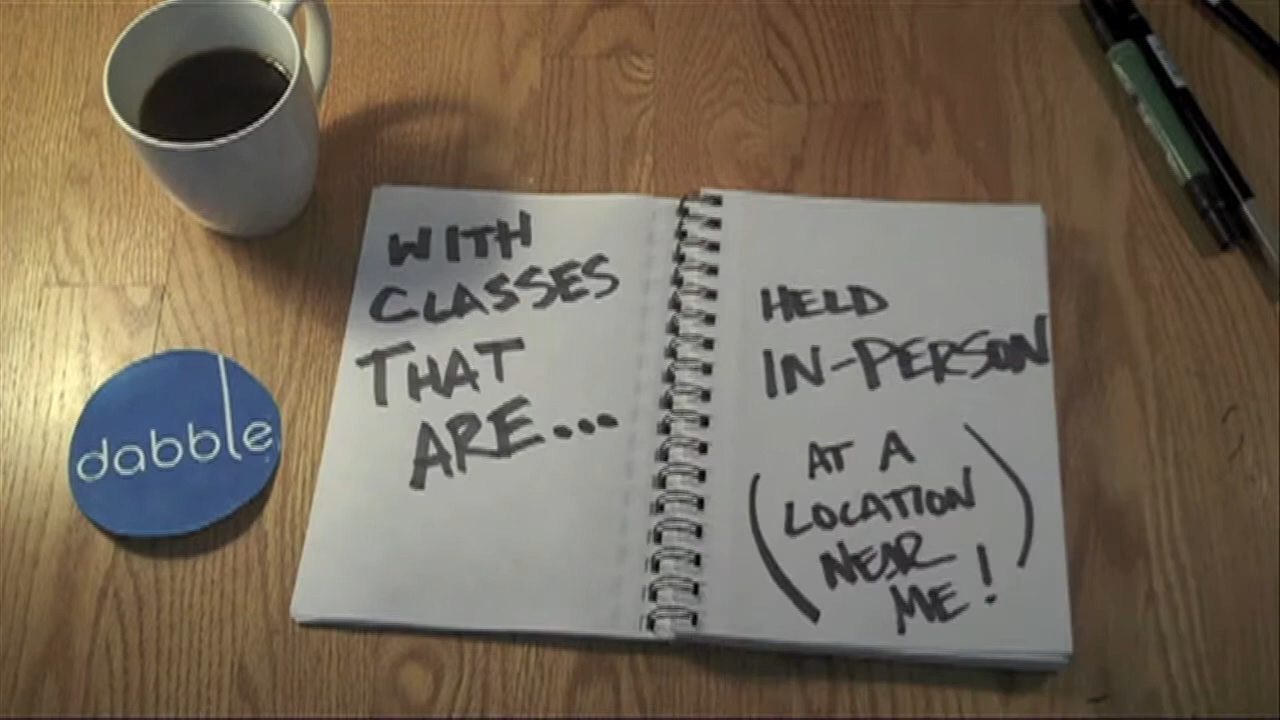 WITH
CLASSES
THAT
ARE...
HELD
IN-PERSON
(AT A
LOCATION
NEAR
ME!)
dabble